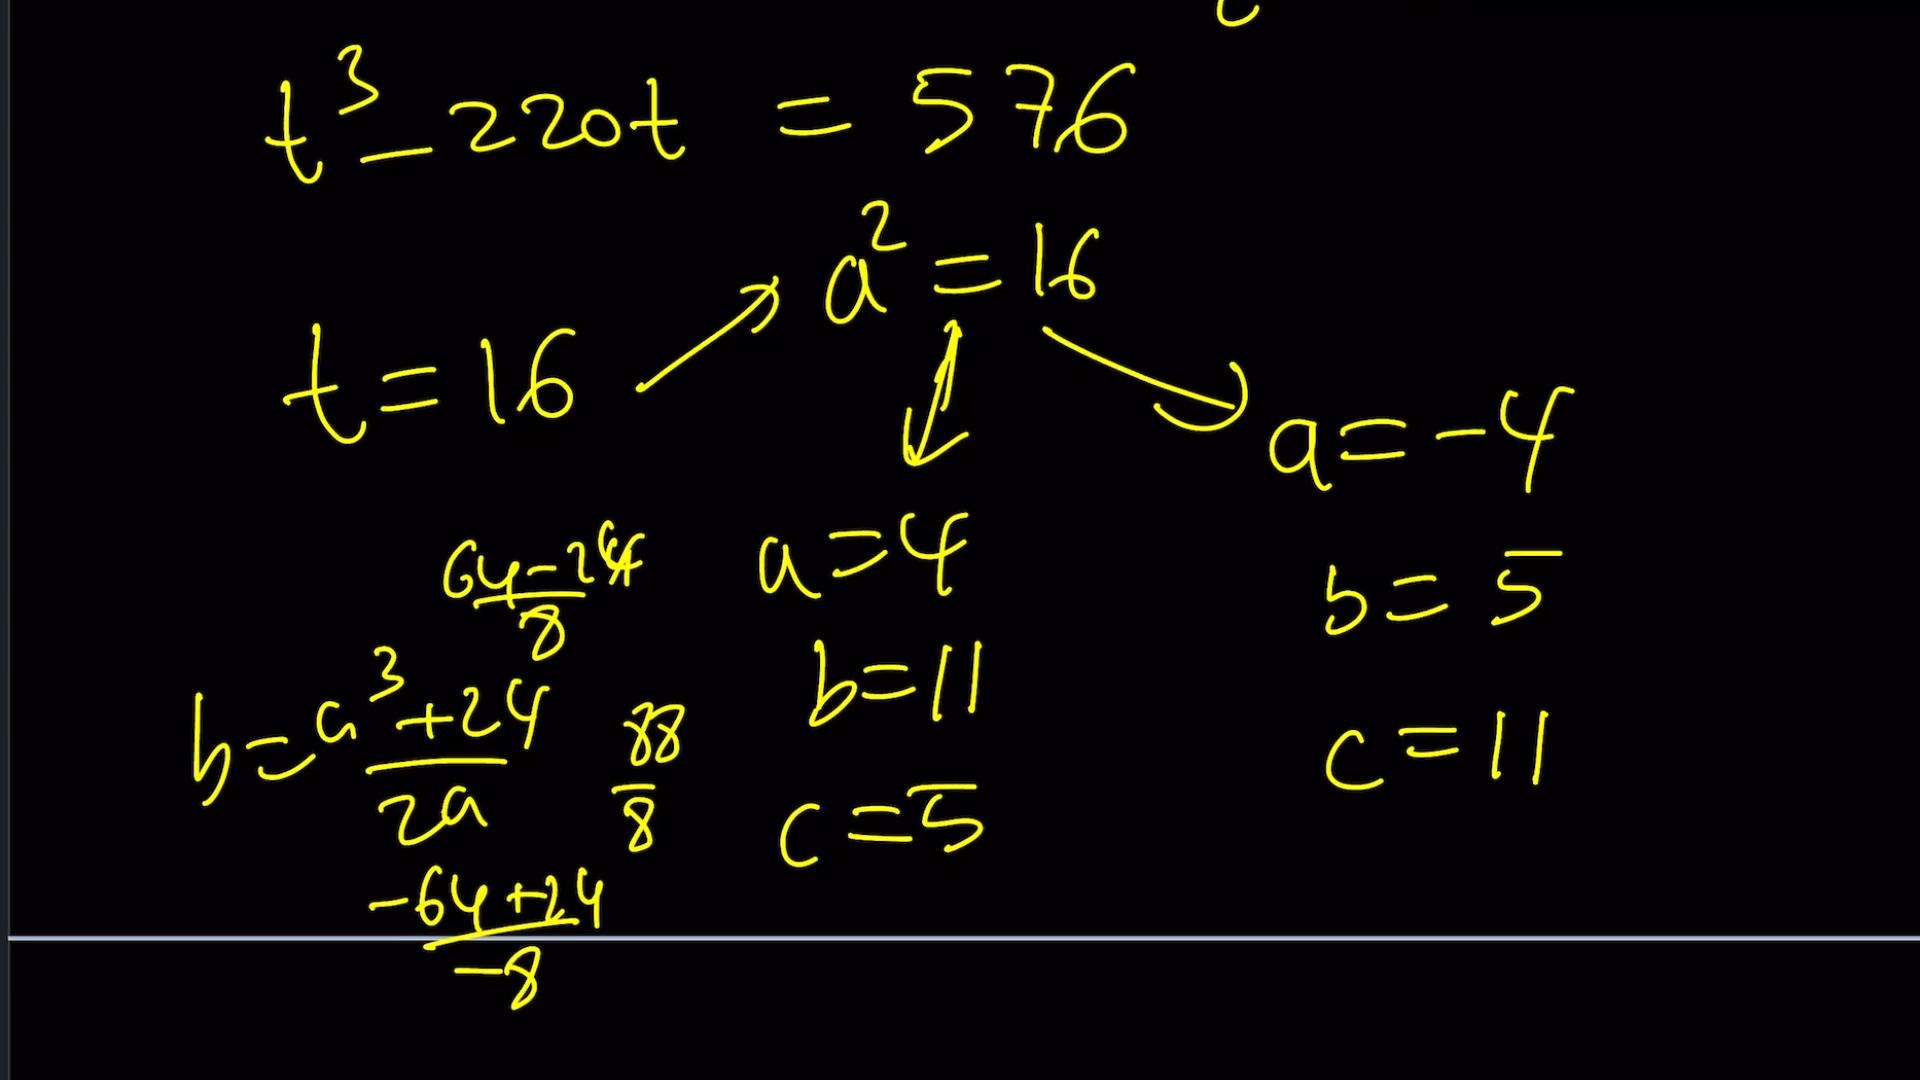 t³ - 220t = 576
a² = 16
t = 16
a = -4
64-24/8
a = 4
b = 5
b = a³+24/2a
88/8
b = 11
c = 11
c = 5
-64+24/-8